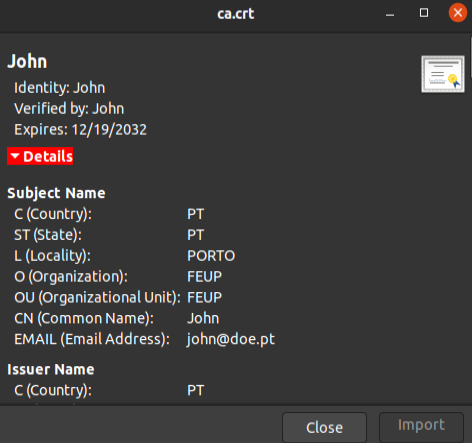 ca.crt
John
Identity: John
Verified by: John
Expires: 12/19/2032
Details
Subject Name
C (Country): PT
ST (State): PT
L (Locality): PORTO
O (Organization): FEUP
OU (Organizational Unit): FEUP
CN (Common Name): John
EMAIL (Email Address): john@doe.pt
Issuer Name
C (Country): PT
Close Import